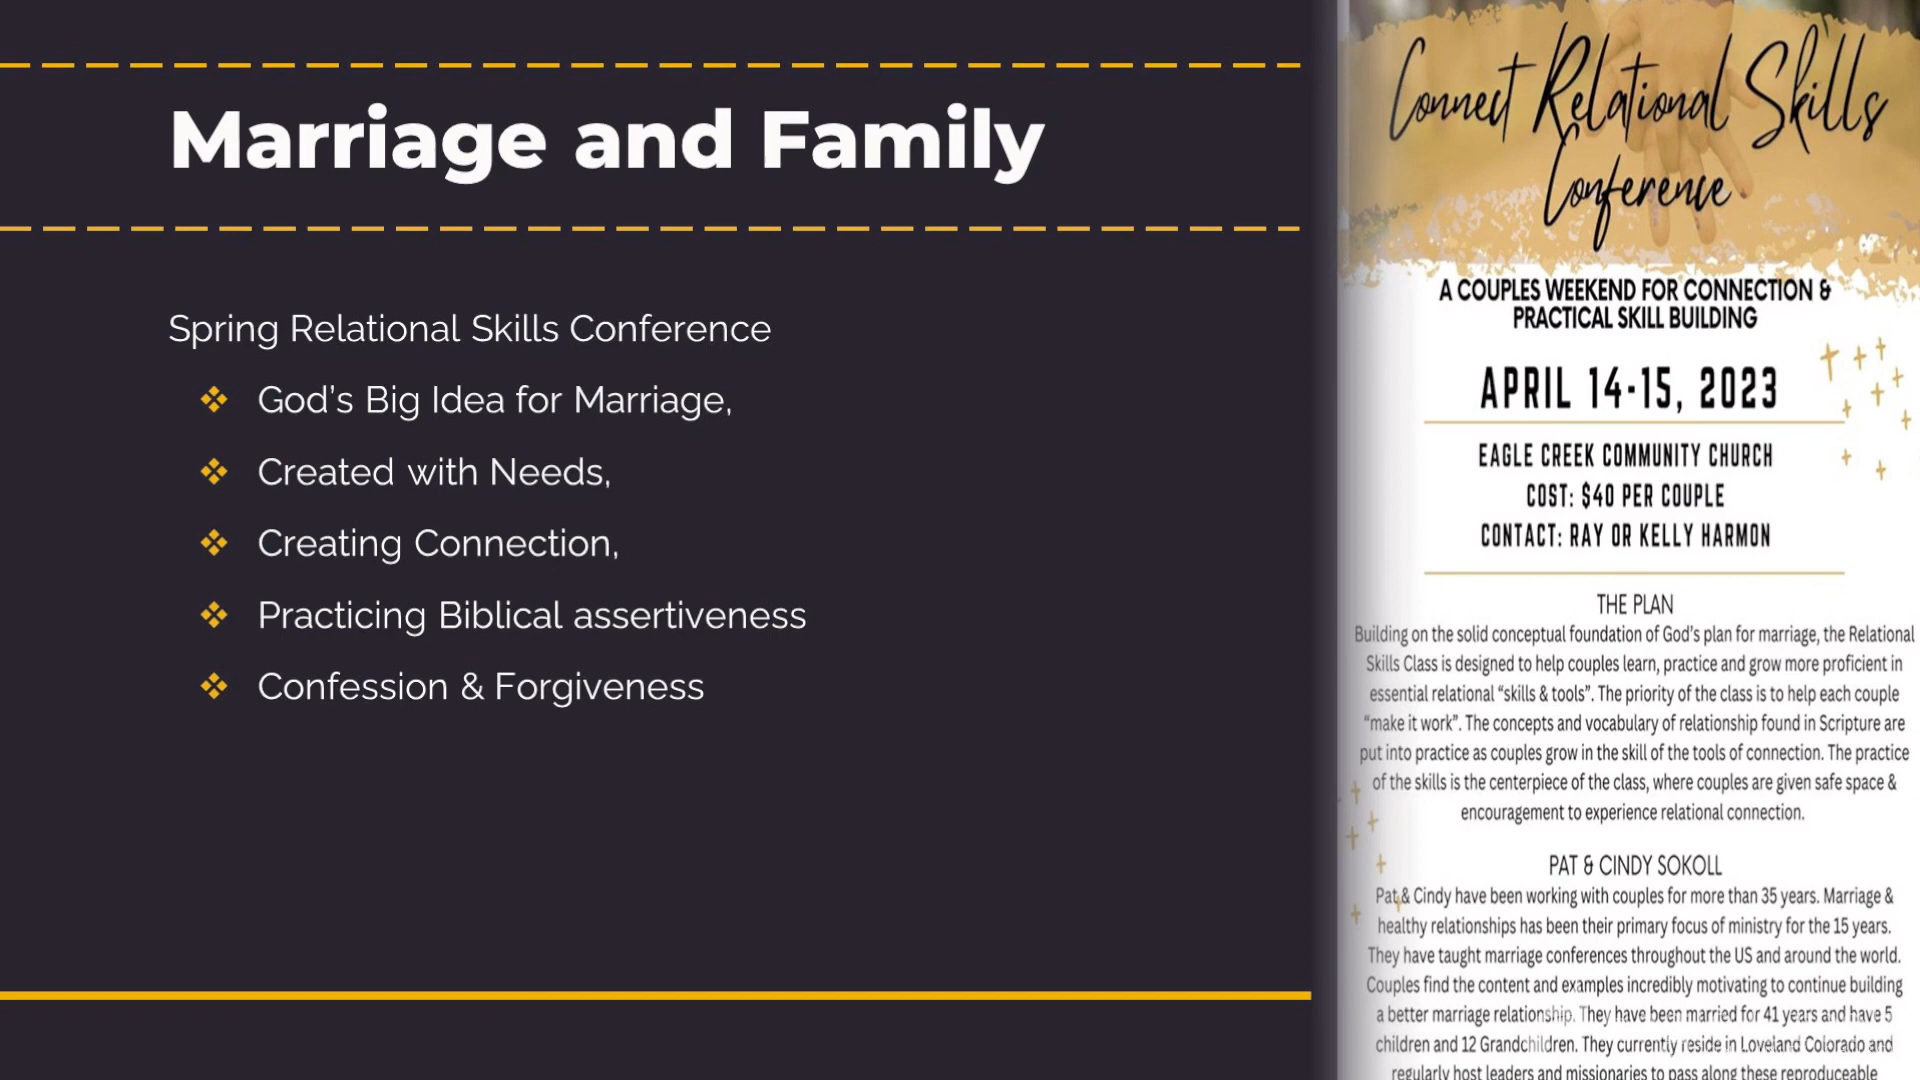 Marriage and Family
Spring Relational Skills Conference
❖ God’s Big Idea for Marriage,
❖ Created with Needs,
❖ Creating Connection,
❖ Practicing Biblical assertiveness
❖ Confession & Forgiveness
Connect Relational Skills
Conference
A COUPLES WEEKEND FOR CONNECTION &
PRACTICAL SKILL BUILDING
APRIL 14-15, 2023
EAGLE CREEK COMMUNITY CHURCH
COST: $40 PER COUPLE
CONTACT: RAY OR KELLY HARMON
THE PLAN
Building on the solid conceptual foundation of God’s plan for marriage, the Relational
Skills Class is designed to help couples learn, practice and grow more proficient in
essential relational “skills & tools”. The priority of the class is to help each couple
“make it work”. The concepts and vocabulary of relationship found in Scripture are
put into practice as couples grow in the skill of the tools of connection. The practice
of the skills is the centerpiece of the class, where couples are given safe space &
encouragement to experience relational connection.
PAT & CINDY SOKOLL
Pat & Cindy have been working with couples for more than 35 years. Marriage &
healthy relationships has been their primary focus of ministry for the 15 years.
They have taught marriage conferences throughout the US and around the world.
Couples find the content and examples incredibly motivating to continue building
a better marriage relationship. They have been married for 41 years and have 5
children and 12 Grandchildren. They currently reside in Loveland Colorado and
regularly host leaders and missionaries to pass along these reproduceable